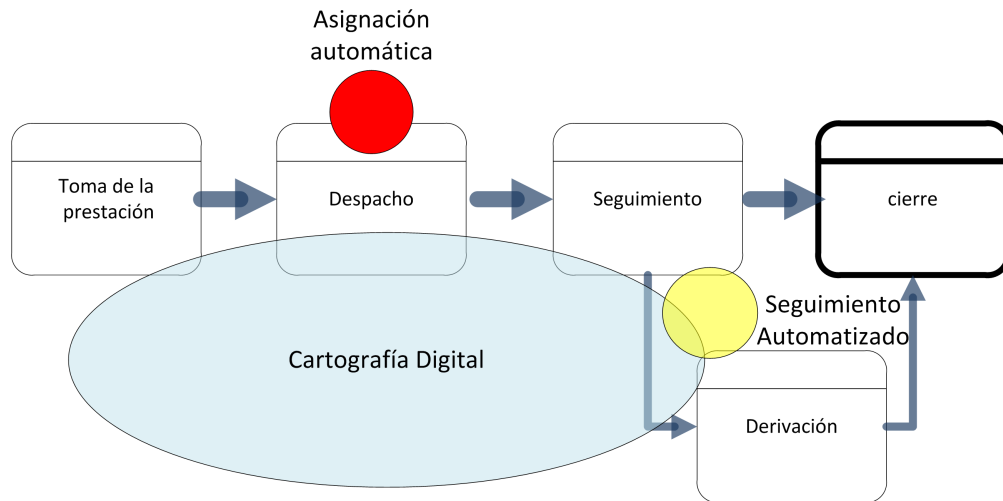 Asignación
automática
Toma de la
prestación
Despacho
Seguimiento
cierre
Seguimiento
Automatizado
Cartografía Digital
Derivación